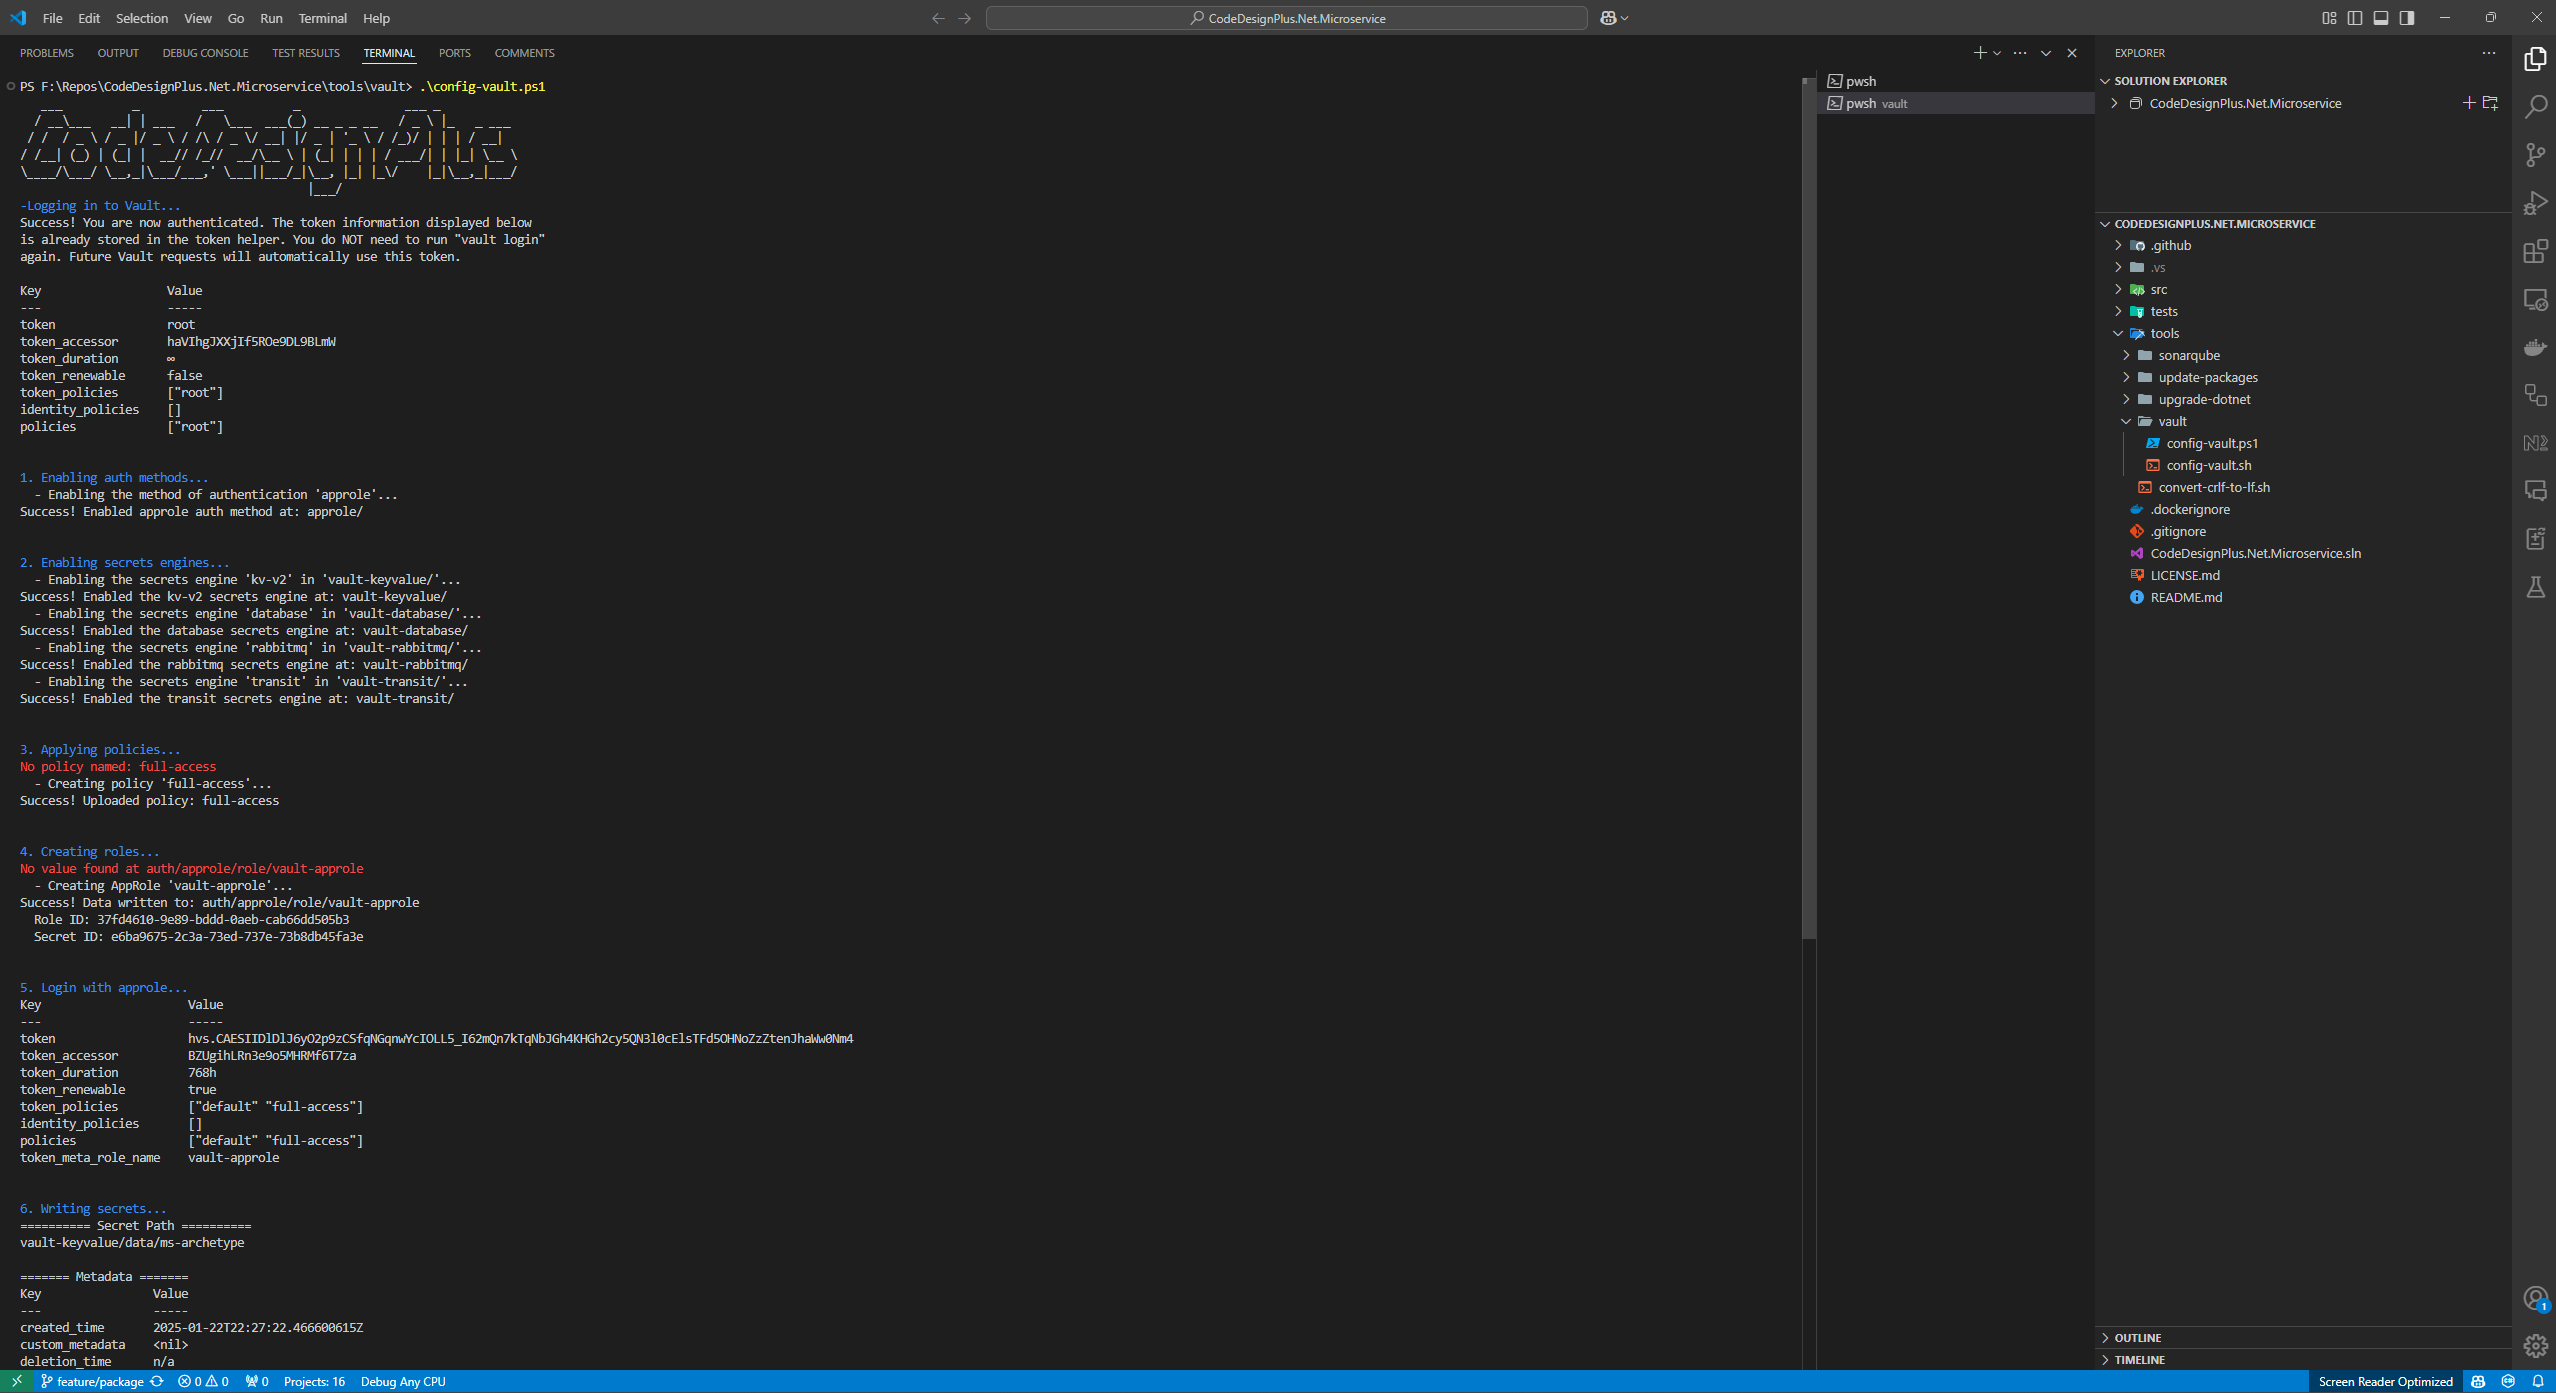 File Edit Selection View Go Run Terminal Help
CodeDesignPlus.Net.Microservice
PROBLEMS OUTPUT DEBUG CONSOLE TEST RESULTS TERMINAL PORTS COMMENTS
PS F:\Repos\CodeDesignPlus.Net.Microservice\tools\vault> .\config-vault.ps1
CodeDesignPlus
-Logging in to Vault...
Success! You are now authenticated. The token information displayed below
is already stored in the token helper. You do NOT need to run "vault login"
again. Future Vault requests will automatically use this token.
Key Value
--- -----
token root
token_accessor haVIhgJXXjIf5ROe9DL9BLmW
token_duration ∞
token_renewable false
token_policies ["root"]
identity_policies []
policies ["root"]
1. Enabling auth methods...
- Enabling the method of authentication 'approle'...
Success! Enabled approle auth method at: approle/
2. Enabling secrets engines...
- Enabling the secrets engine 'kv-v2' in 'vault-keyvalue/'...
Success! Enabled the kv-v2 secrets engine at: vault-keyvalue/
- Enabling the secrets engine 'database' in 'vault-database/'...
Success! Enabled the database secrets engine at: vault-database/
- Enabling the secrets engine 'rabbitmq' in 'vault-rabbitmq/'...
Success! Enabled the rabbitmq secrets engine at: vault-rabbitmq/
- Enabling the secrets engine 'transit' in 'vault-transit/'...
Success! Enabled the transit secrets engine at: vault-transit/
3. Applying policies...
No policy named: full-access
- Creating policy 'full-access'...
Success! Uploaded policy: full-access
4. Creating roles...
No value found at auth/approle/role/vault-approle
- Creating AppRole 'vault-approle'...
Success! Data written to: auth/approle/role/vault-approle
Role ID: 37fd4610-9e89-bddd-0aeb-cab66dd505b3
Secret ID: e6ba9675-2c3a-73ed-737e-73b8db45fa3e
5. Login with approle...
Key Value
--- -----
token hvs.CAESIIDlDlJ6yO2p9zCSfqNGqnwYcIOLL5_I62mQn7kTqNbJGh4KHGh2cy5QN3l0cElsTFd5OHNoZzZtenJhaWw0Nm4
token_accessor BZUgihLRn3e9o5MHRMf6T7za
token_duration 768h
token_renewable true
token_policies ["default" "full-access"]
identity_policies []
policies ["default" "full-access"]
token_meta_role_name vault-approle
6. Writing secrets...
========== Secret Path ==========
vault-keyvalue/data/ms-archetype
======= Metadata =======
Key Value
--- -----
created_time 2025-01-22T22:27:22.466600615Z
custom_metadata <nil>
deletion_time n/a
pwsh
pwsh vault
EXPLORER
SOLUTION EXPLORER
CodeDesignPlus.Net.Microservice
CODEDESIGNPLUS.NET.MICROSERVICE
.github
.vs
src
tests
tools
sonarqube
update-packages
upgrade-dotnet
vault
config-vault.ps1
config-vault.sh
convert-crlf-to-lf.sh
.dockerignore
.gitignore
CodeDesignPlus.Net.Microservice.sln
LICENSE.md
README.md
OUTLINE
TIMELINE
1
feature/package 0 0 0 Projects: 16 Debug Any CPU
Screen Reader Optimized